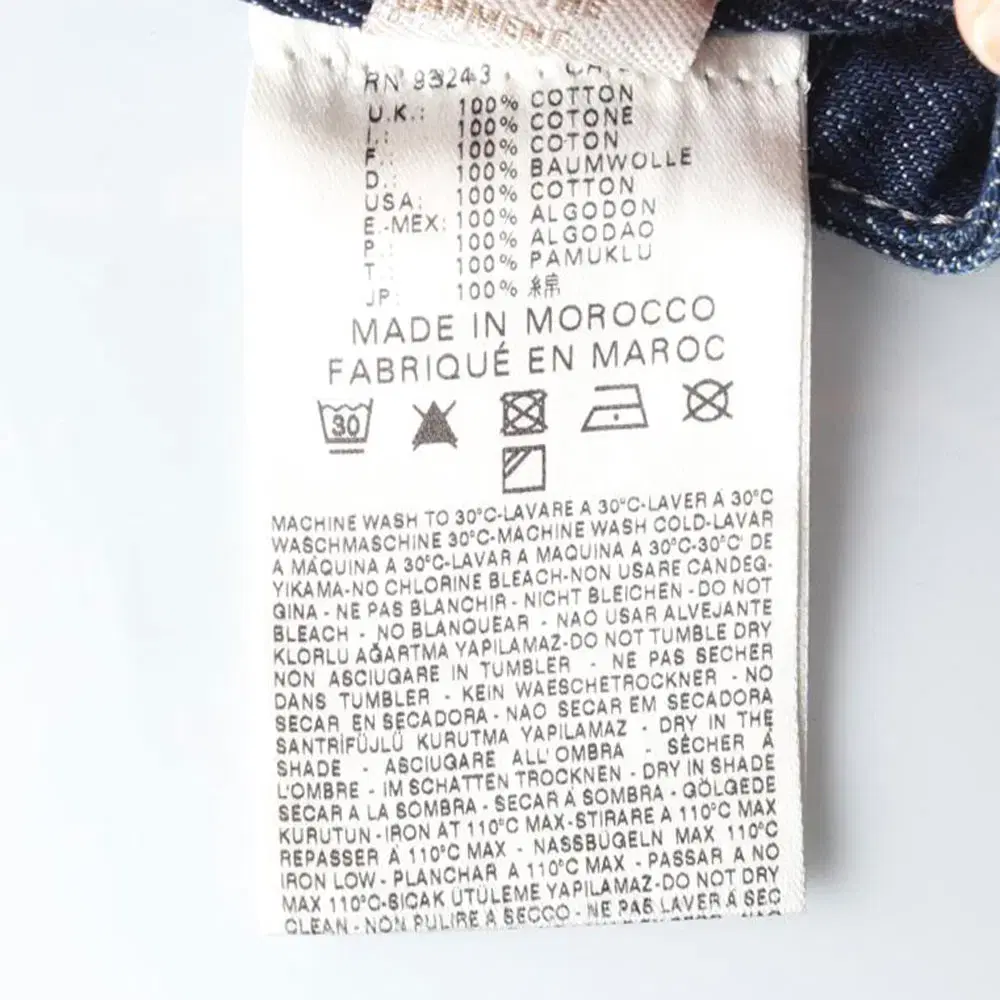 RN 93243
U.K.: 100% COTTON
I.: 100% COTONE
F.: 100% COTON
D.: 100% BAUMWOLLE
USA: 100% COTTON
E.-MEX: 100% ALGODON
P.: 100% ALGODAO
T.: 100% PAMUKLU
JP: 100% 綿
MADE IN MOROCCO
FABRIQUÉ EN MAROC
30
MACHINE WASH TO 30°C-LAVARE A 30°C-LAVER À 30°C
WASCHMASCHINE 30°C-MACHINE WASH COLD-LAVAR
A MÁQUINA A 30°C-LAVAR A MAQUINA A 30°C-30°C' DE
YIKAMA-NO CHLORINE BLEACH-NON USARE CANDEG-
GINA - NE PAS BLANCHIR - NICHT BLEICHEN - DO NOT
BLEACH - NO BLANQUEAR - NAO USAR ALVEJANTE
KLORLU AĞARTMA YAPILAMAZ-DO NOT TUMBLE DRY
NON ASCIUGARE IN TUMBLER - NE PAS SECHER
DANS TUMBLER - KEIN WAESCHETROCKNER - NO
SECAR EN SECADORA - NAO SECAR EM SECADORA
SANTRİFÜJLÜ KURUTMA YAPILAMAZ - DRY IN THE
SHADE - ASCIUGARE ALL'OMBRA - SÉCHER À
L'OMBRE - IM SCHATTEN TROCKNEN - DRY IN SHADE
SECAR A LA SOMBRA - SECAR À SOMBRA - GÖLGEDE
KURUTUN - IRON AT 110°C MAX-STIRARE A 110°C MAX
REPASSER À 110°C MAX - NASSBÜGELN MAX 110°C
IRON LOW - PLANCHAR A 110°C MAX - PASSAR A NO
MAX 110°C-SICAK ÜTÜLEME YAPILAMAZ-DO NOT DRY
CLEAN - NON PULIRE A SECCO - NE PAS LAVER À SEC